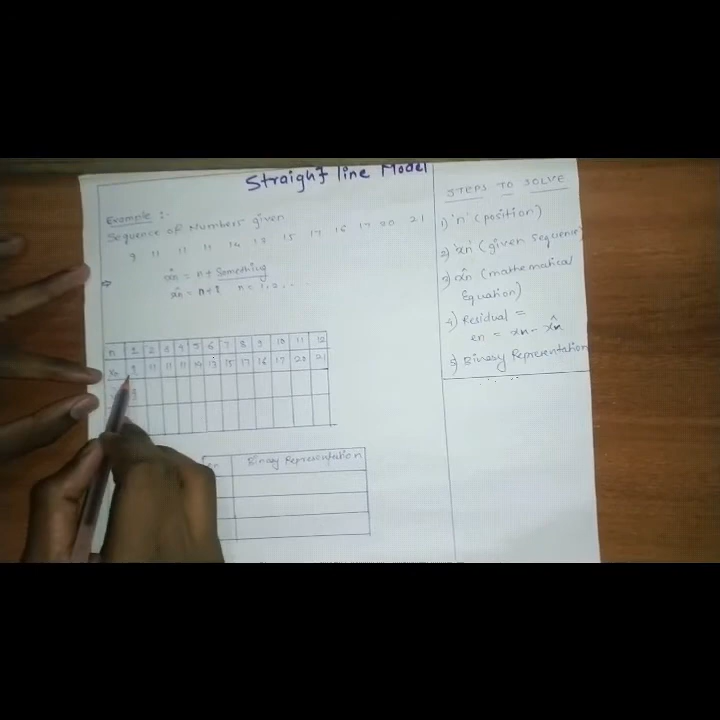 Straight line Model
Example :-
Sequence of Numbers given
9 11 11 11 14 13 15 17 16 17 20 21
x̂n = n + Something
x̂n = n+8 n = 1,2, ....
n 1 2 3 4 5 6 7 8 9 10 11 12
xn 9 11 11 11 14 13 15 17 16 17 20 21
9
en Binary Representation
STEPS TO SOLVE
1) 'n' (position)
2) 'xn' (given sequence)
3) x̂n (mathematical
Equation)
4) Residual =
en = xn - x̂n
5) Binary Representation